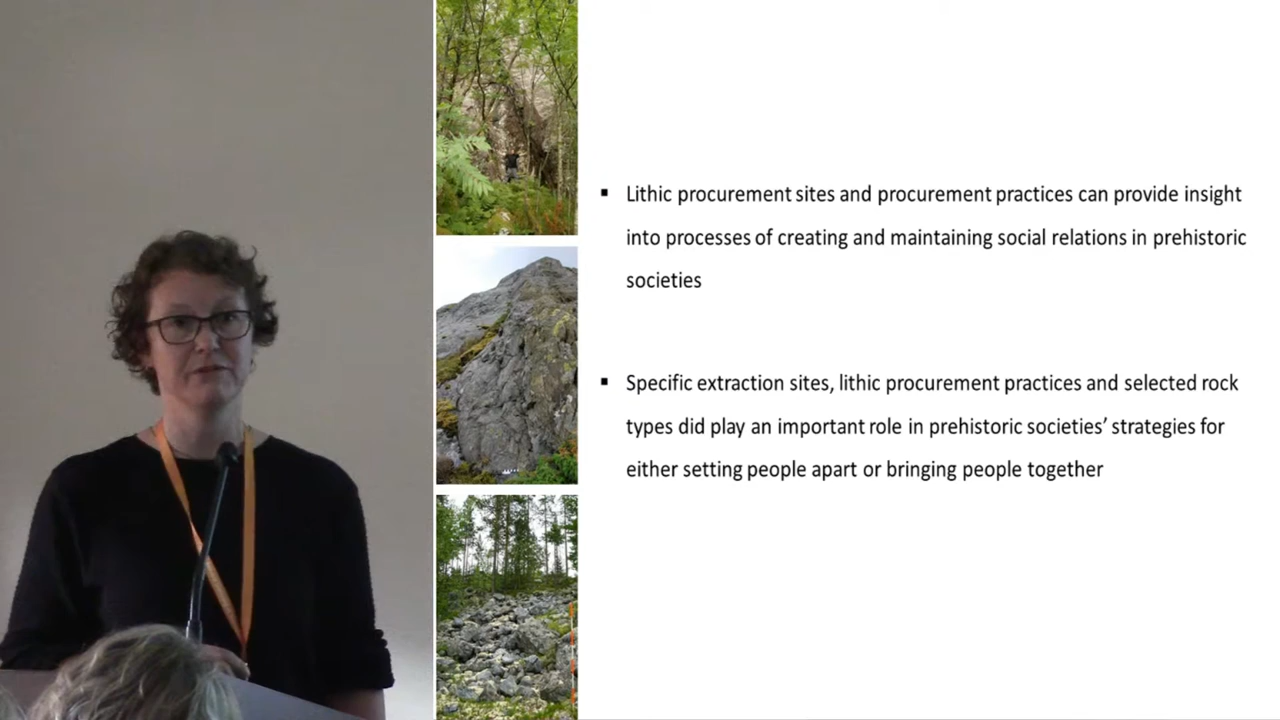 ▪ Lithic procurement sites and procurement practices can provide insight
into processes of creating and maintaining social relations in prehistoric
societies
▪ Specific extraction sites, lithic procurement practices and selected rock
types did play an important role in prehistoric societies’ strategies for
either setting people apart or bringing people together